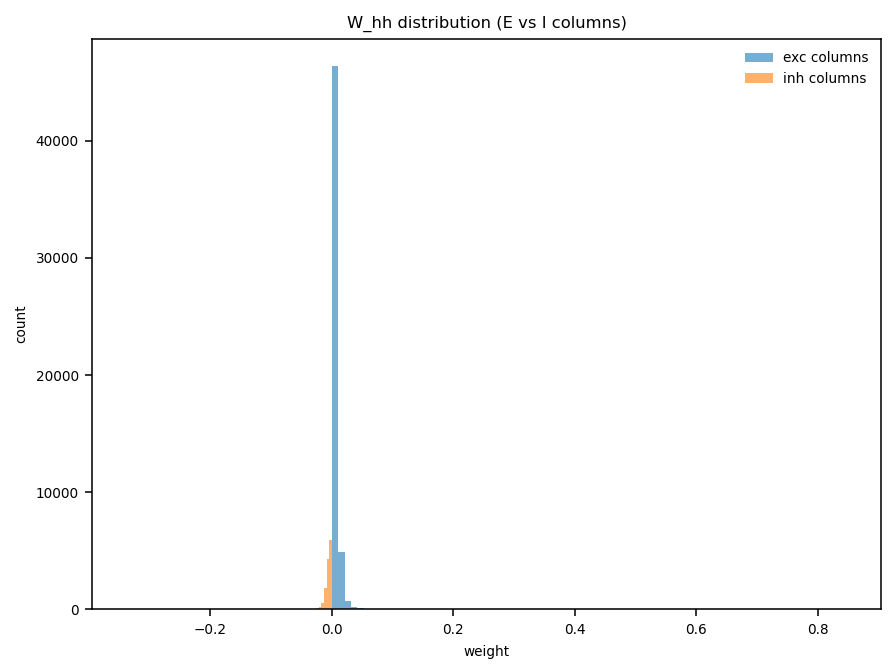 W_hh distribution (E vs I columns)
exc columns
inh columns
count
40000
30000
20000
10000
0
−0.2
0.0
0.2
0.4
0.6
0.8
weight